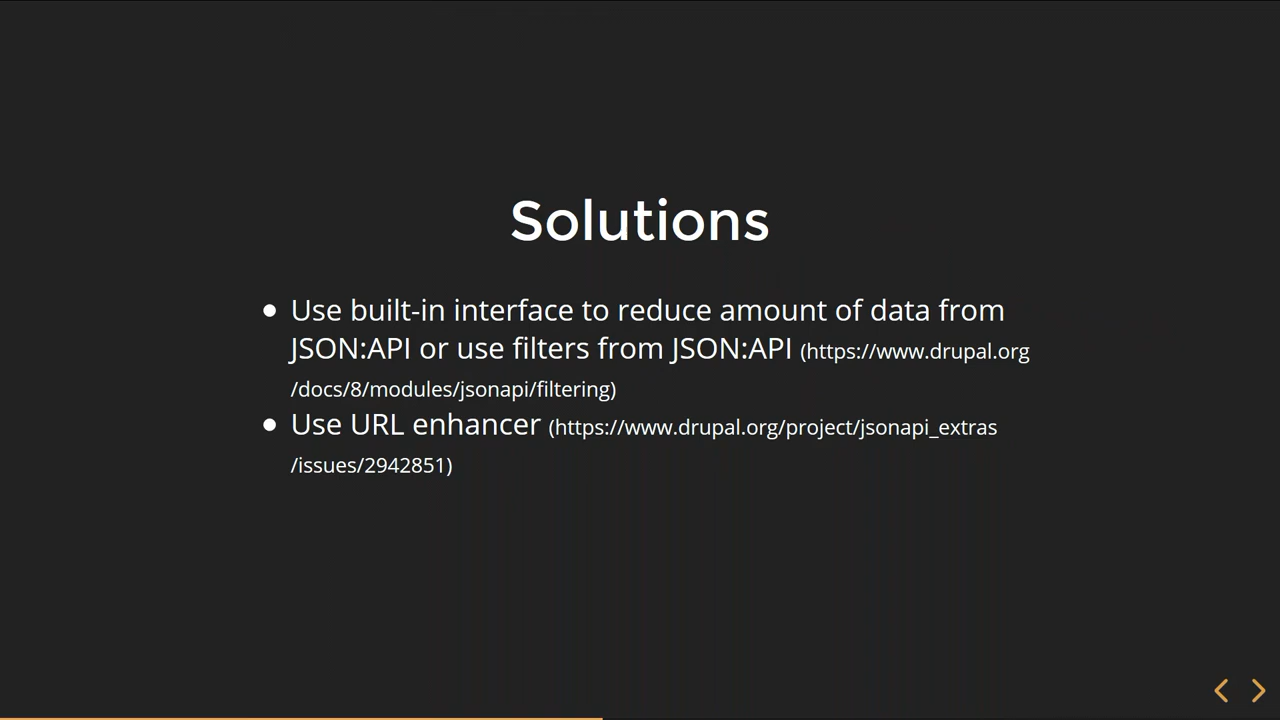 Solutions
Use built-in interface to reduce amount of data from
JSON:API or use filters from JSON:API (https://www.drupal.org
/docs/8/modules/jsonapi/filtering)
Use URL enhancer (https://www.drupal.org/project/jsonapi_extras
/issues/2942851)